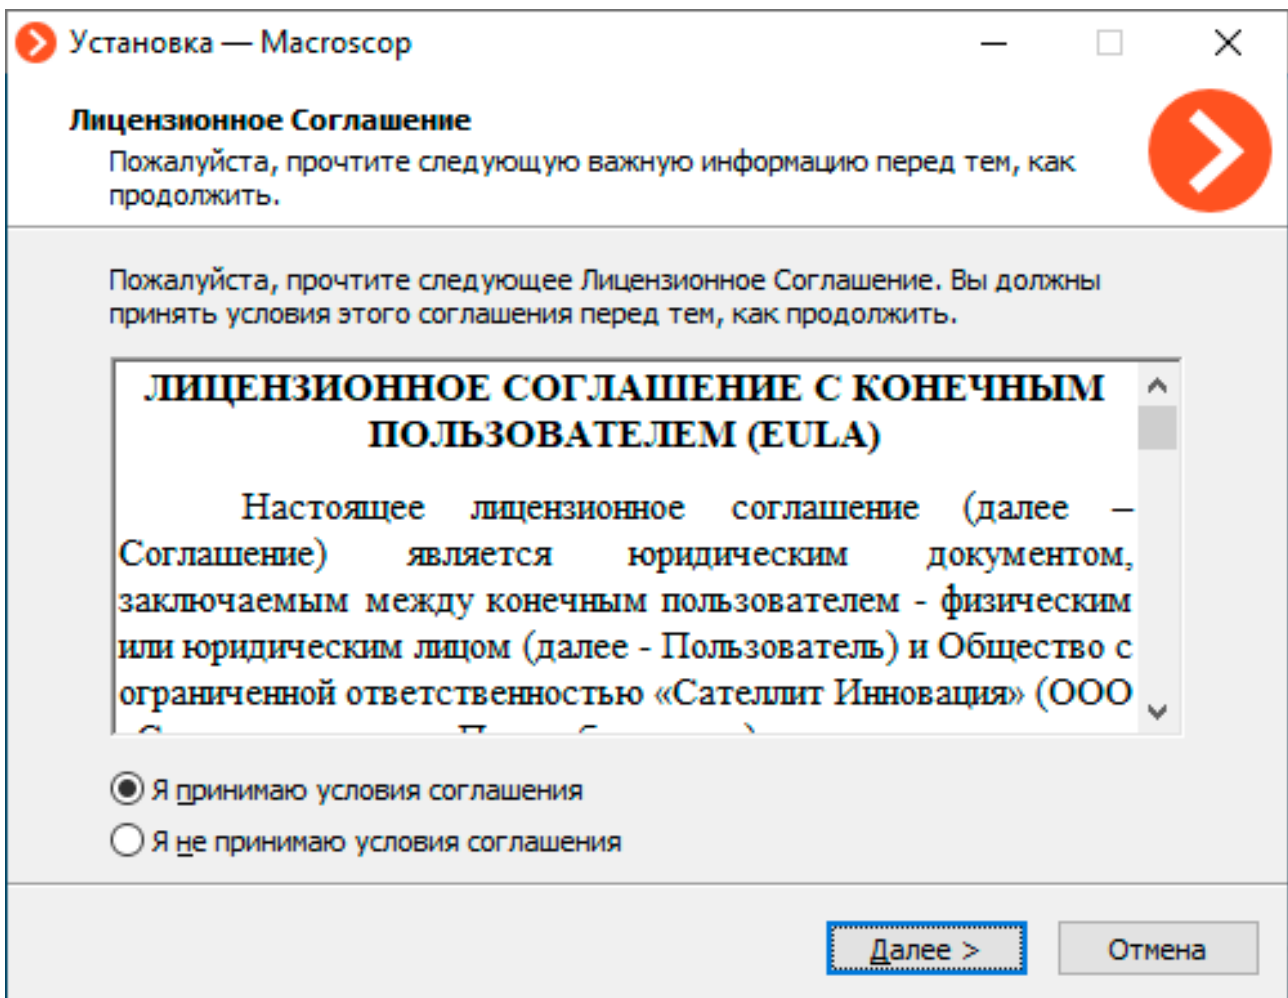 Установка — Macroscop
Лицензионное Соглашение
Пожалуйста, прочтите следующую важную информацию перед тем, как
продолжить.
Пожалуйста, прочтите следующее Лицензионное Соглашение. Вы должны
принять условия этого соглашения перед тем, как продолжить.
ЛИЦЕНЗИОННОЕ СОГЛАШЕНИЕ С КОНЕЧНЫМ
ПОЛЬЗОВАТЕЛЕМ (EULA)
Настоящее лицензионное соглашение (далее –
Соглашение) является юридическим документом,
заключаемым между конечным пользователем - физическим
или юридическим лицом (далее - Пользователь) и Общество с
ограниченной ответственностью «Сателлит Инновация» (ООО
Я принимаю условия соглашения
Я не принимаю условия соглашения
Далее >
Отмена